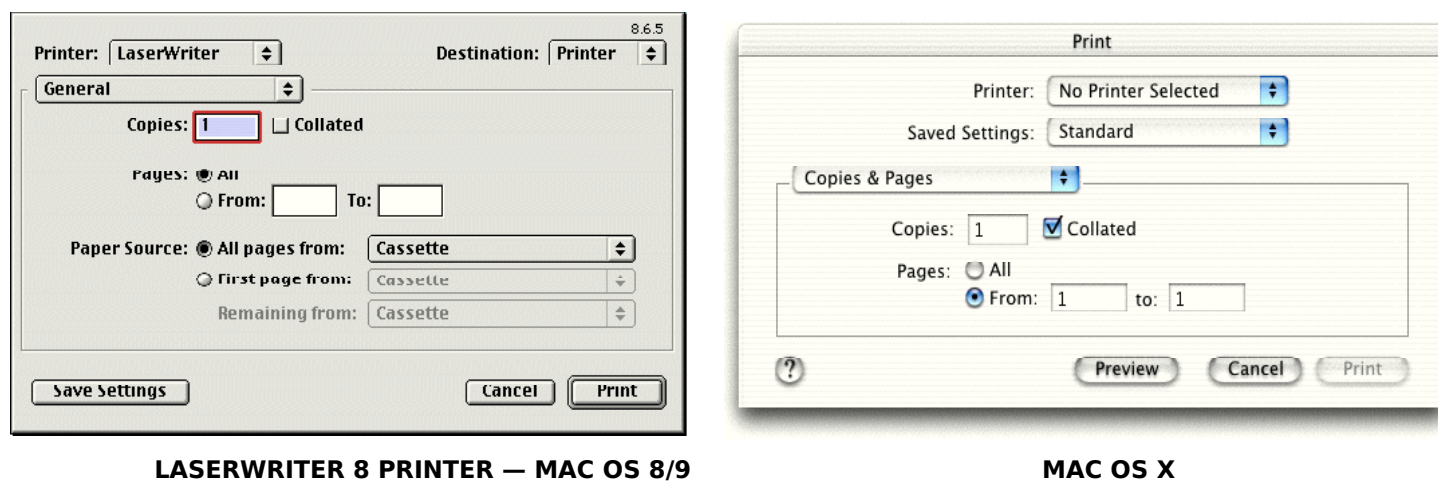 8.6.5
Printer: LaserWriter Destination: Printer
General
Copies: 1 Collated
Pages: All
From: To:
Paper Source: All pages from: Cassette
First page from: Cassette
Remaining from: Cassette
Save Settings Cancel Print
LASERWRITER 8 PRINTER — MAC OS 8/9
Print
Printer: No Printer Selected
Saved Settings: Standard
Copies & Pages
Copies: 1 Collated
Pages: All
From: 1 to: 1
? Preview Cancel Print
MAC OS X